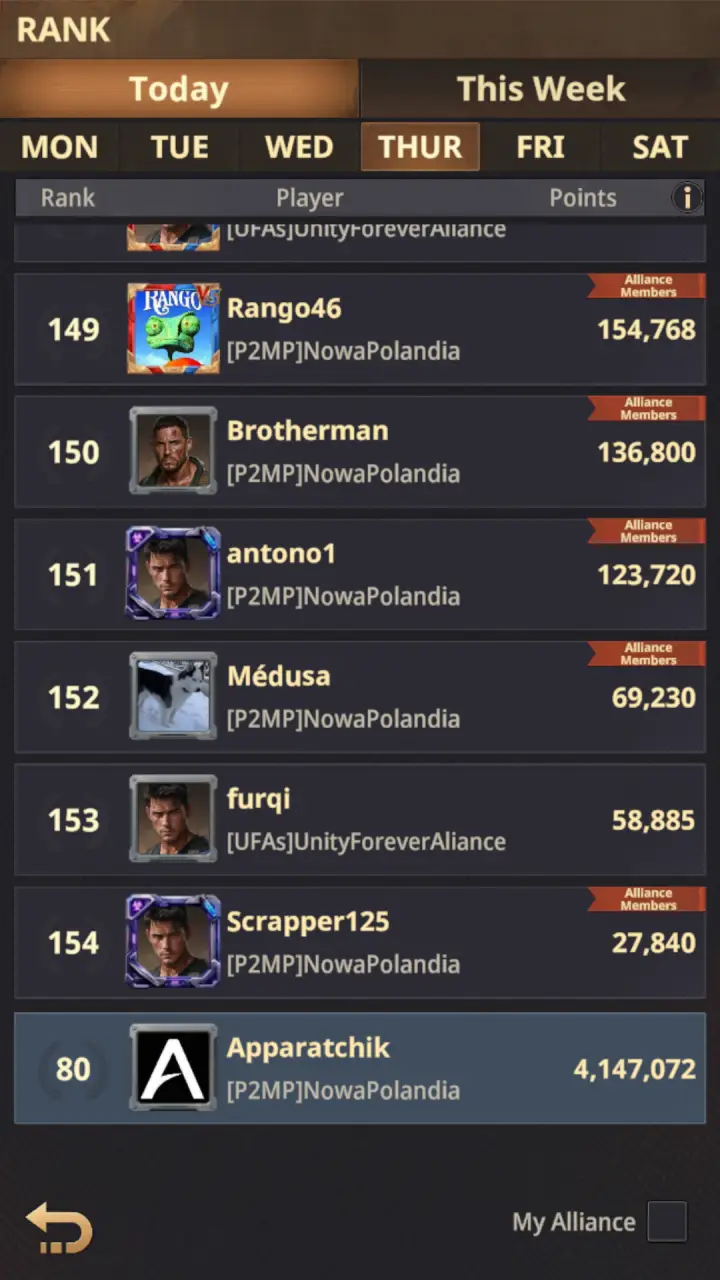 RANK
Today
This Week
MON TUE WED THUR FRI SAT
Rank Player Points i
[UFAs]UnityForeverAliance
149
RANGO
Rango46
[P2MP]NowaPolandia
Alliance
Members
154,768
150
Brotherman
[P2MP]NowaPolandia
Alliance
Members
136,800
151
antono1
[P2MP]NowaPolandia
Alliance
Members
123,720
152
Médusa
[P2MP]NowaPolandia
Alliance
Members
69,230
153
furqi
[UFAs]UnityForeverAliance
58,885
154
Scrapper125
[P2MP]NowaPolandia
Alliance
Members
27,840
80
A
Apparatchik
[P2MP]NowaPolandia
4,147,072
My Alliance